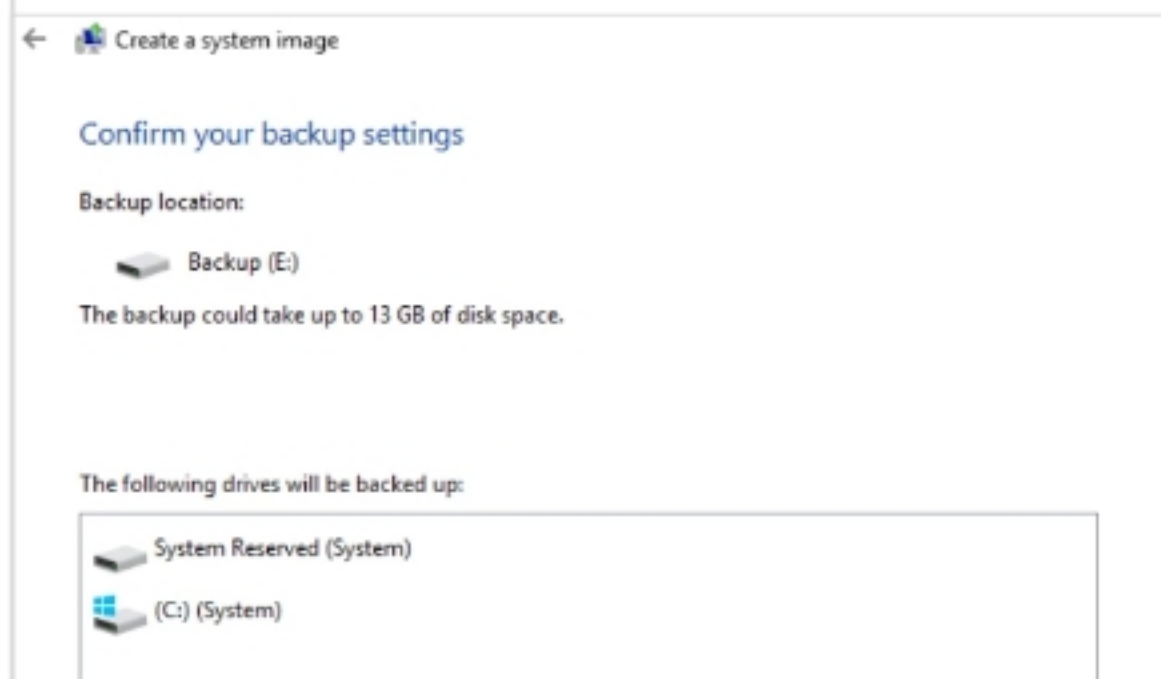 Create a system image
Confirm your backup settings
Backup location:
Backup (E:)
The backup could take up to 13 GB of disk space.
The following drives will be backed up:
System Reserved (System)
(C:) (System)